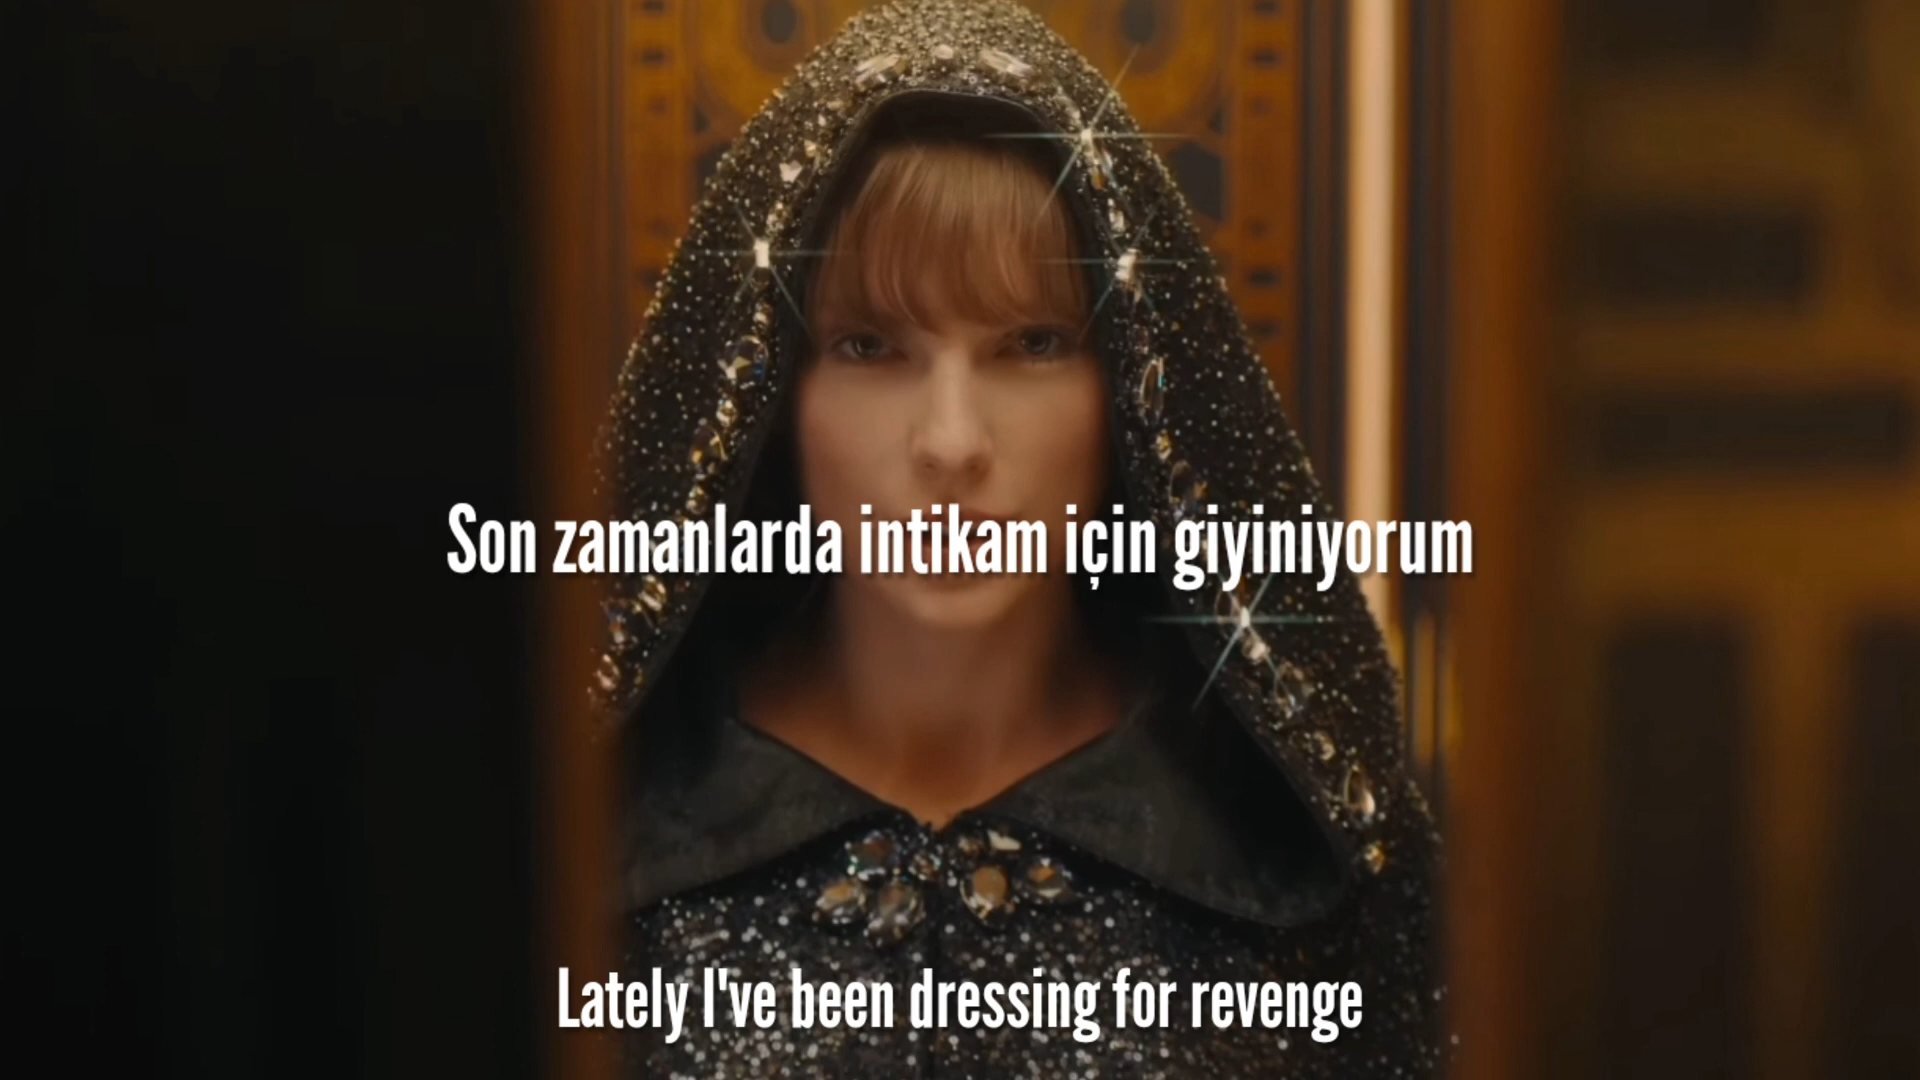 Son zamanlarda intikam için giyiniyorum
Lately I've been dressing for revenge